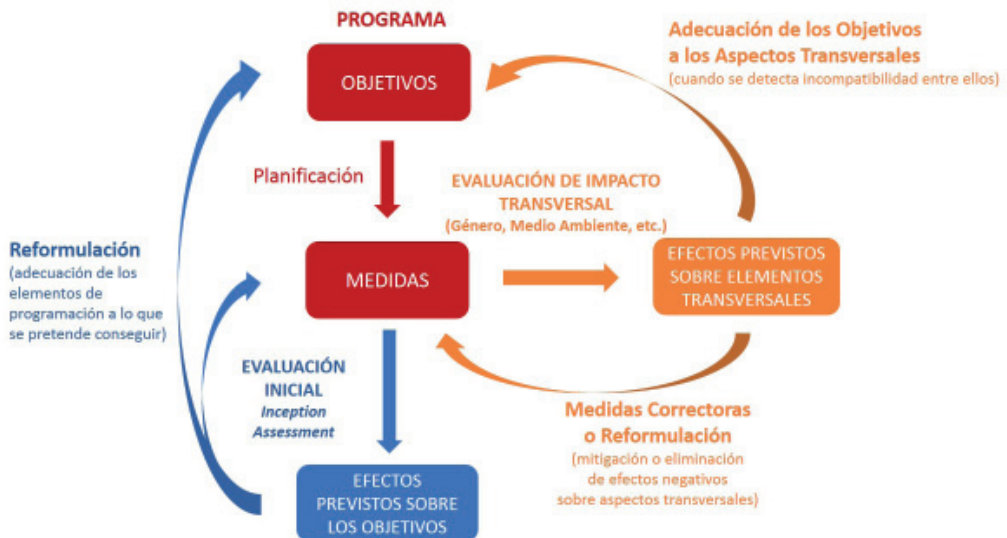 PROGRAMA
OBJETIVOS
Adecuación de los Objetivos
a los Aspectos Transversales
(cuando se detecta incompatibilidad entre ellos)
Planificación
EVALUACIÓN DE IMPACTO
TRANSVERSAL
(Género, Medio Ambiente, etc.)
Reformulación
(adecuación de los
elementos de
programación a lo que
se pretende conseguir)
MEDIDAS
EFECTOS PREVISTOS
SOBRE ELEMENTOS
TRANSVERSALES
EVALUACIÓN
INICIAL
Inception
Assessment
Medidas Correctoras
o Reformulación
(mitigación o eliminación
de efectos negativos
sobre aspectos transversales)
EFECTOS
PREVISTOS SOBRE
LOS OBJETIVOS